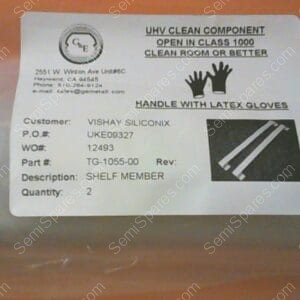 G&E
UHV CLEAN COMPONENT
OPEN IN CLASS 1000
CLEAN ROOM OR BETTER
2551 W. Winton Ave Unit#6C
Hayward, CA 94545
HANDLE WITH LATEX GLOVES
Customer: VISHAY SILICONIX
P.O.#: UKE09327
WO#: 12493
Part #: TG-1055-00 Rev:
Description: SHELF MEMBER
Quantity: 2
SemiSpares.com